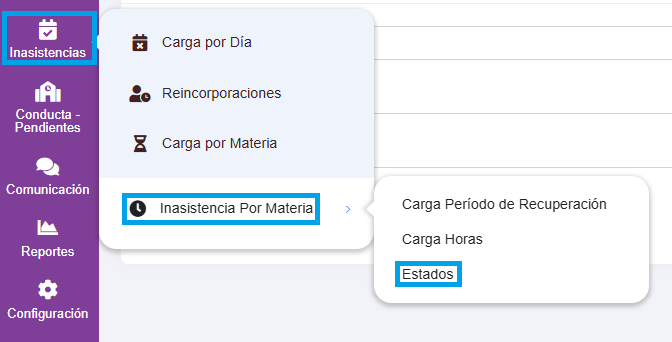 Inasistencias
Conducta -
Pendientes
Comunicación
Reportes
Configuración
Carga por Día
Reincorporaciones
Carga por Materia
Inasistencia Por Materia
Carga Período de Recuperación
Carga Horas
Estados